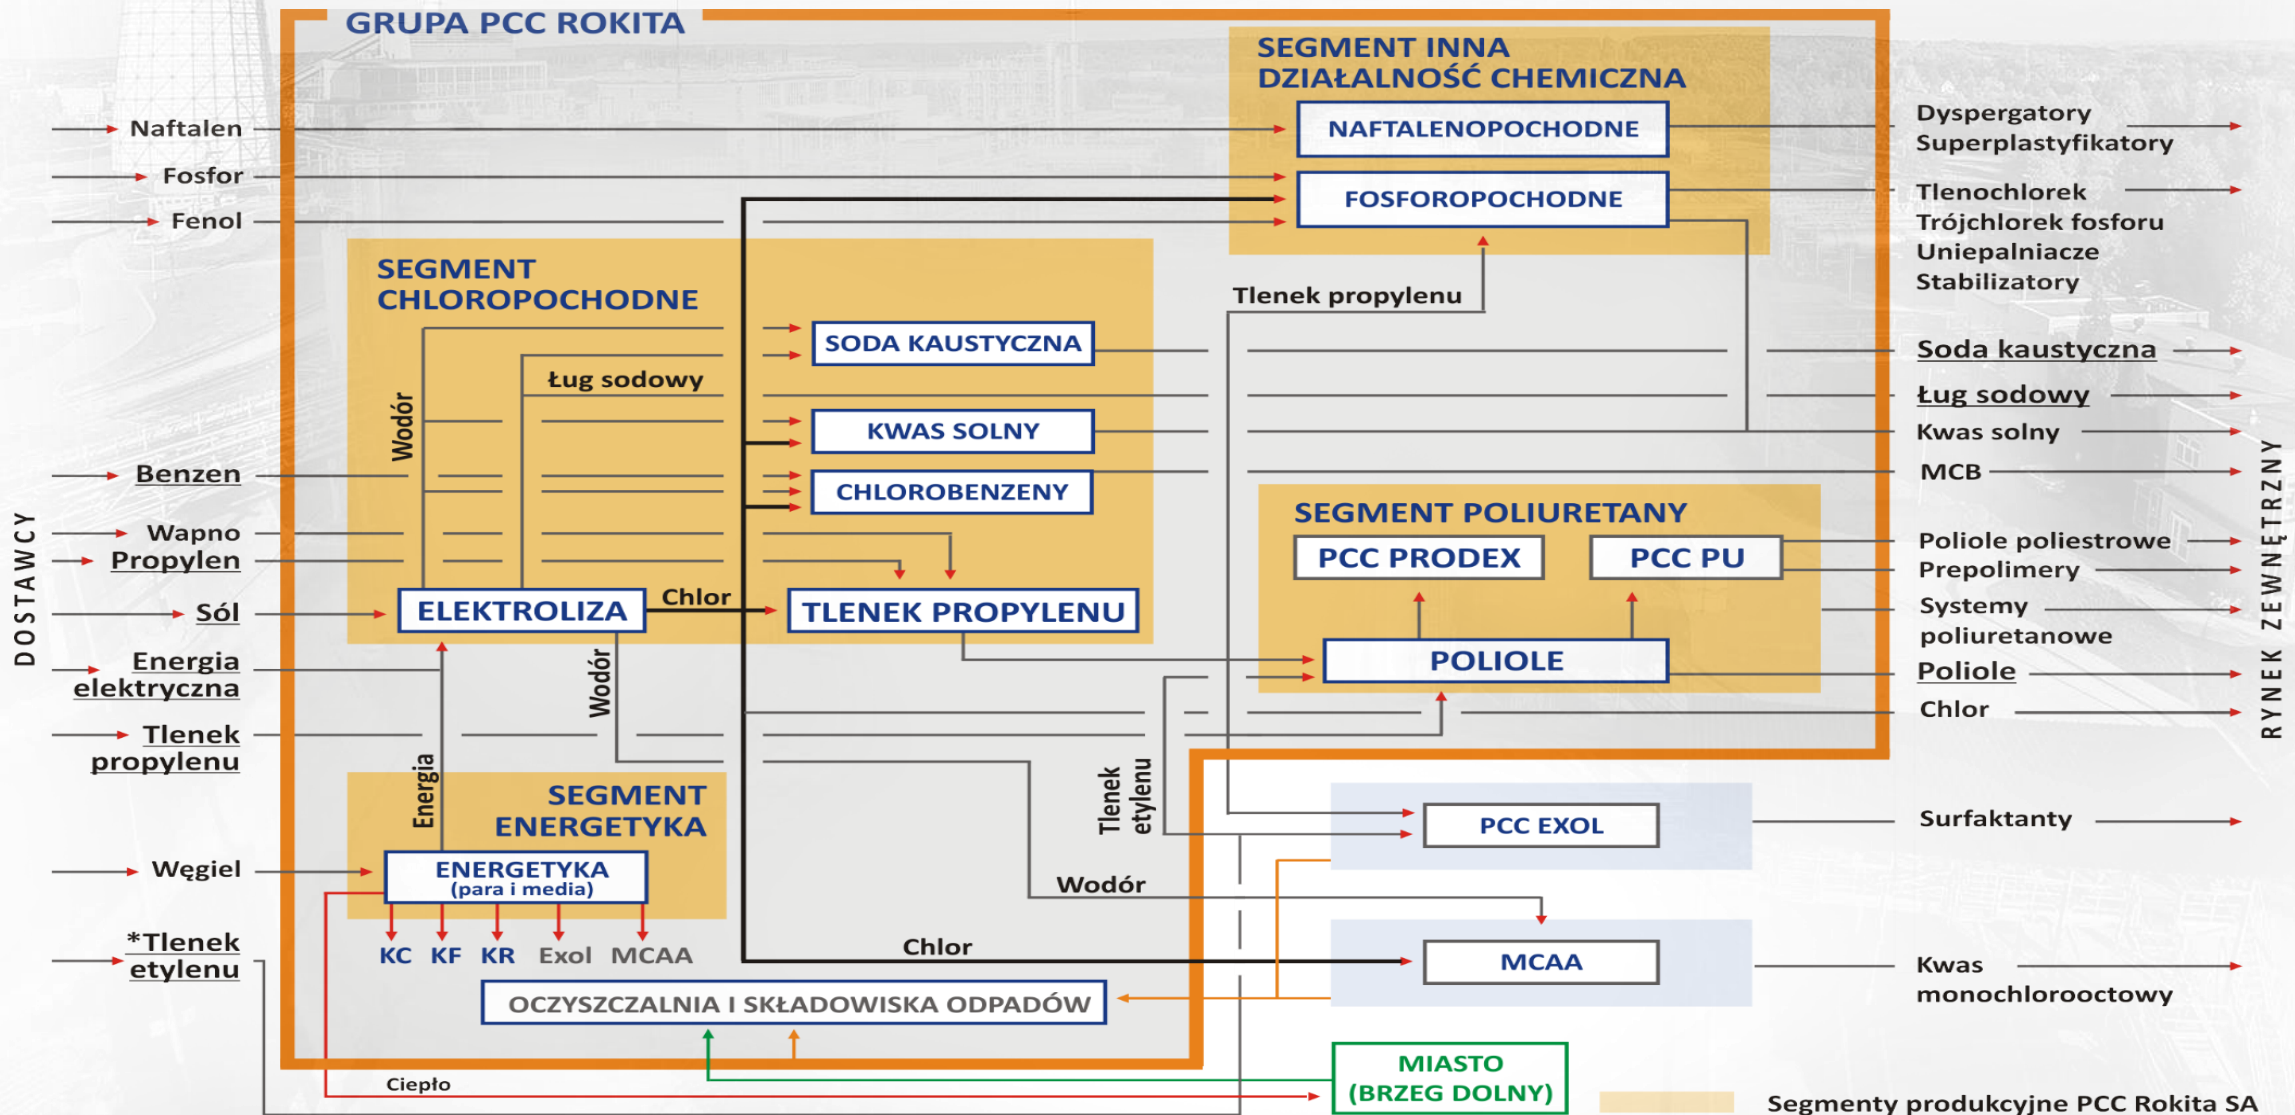 GRUPA PCC ROKITA
SEGMENT INNA
DZIAŁALNOŚĆ CHEMICZNA
NAFTALENOPOCHODNE
FOSFOROPOCHODNE
Naftalen
Fosfor
Fenol
Dyspergatory
Superplastyfikatory
Tlenochlorek
Trójchlorek fosforu
Uniepalniacze
Stabilizatory
SEGMENT
CHLOROPOCHODNE
Tlenek propylenu
SODA KAUSTYCZNA
Ług sodowy
Wodór
KWAS SOLNY
CHLOROBENZENY
Soda kaustyczna
Ług sodowy
Kwas solny
MCB
DOSTAWCY
Benzen
Wapno
Propylen
Sól
Energia
elektryczna
Tlenek
propylenu
ELEKTROLIZA
Chlor
TLENEK PROPYLENU
Wodór
SEGMENT POLIURETANY
PCC PRODEX
PCC PU
POLIOLE
Poliole poliestrowe
Prepolimery
Systemy
poliuretanowe
Poliole
Chlor
RYNEK ZEWNĘTRZNY
Energia
SEGMENT
ENERGETYKA
ENERGETYKA
(para i media)
KC KF KR Exol MCAA
Węgiel
*Tlenek
etylenu
Tlenek
etylenu
PCC EXOL
Surfaktanty
Wodór
Chlor
MCAA
Kwas
monochlorooctowy
OCZYSZCZALNIA I SKŁADOWISKA ODPADÓW
Ciepło
MIASTO
(BRZEG DOLNY)
Segmenty produkcyjne PCC Rokita SA